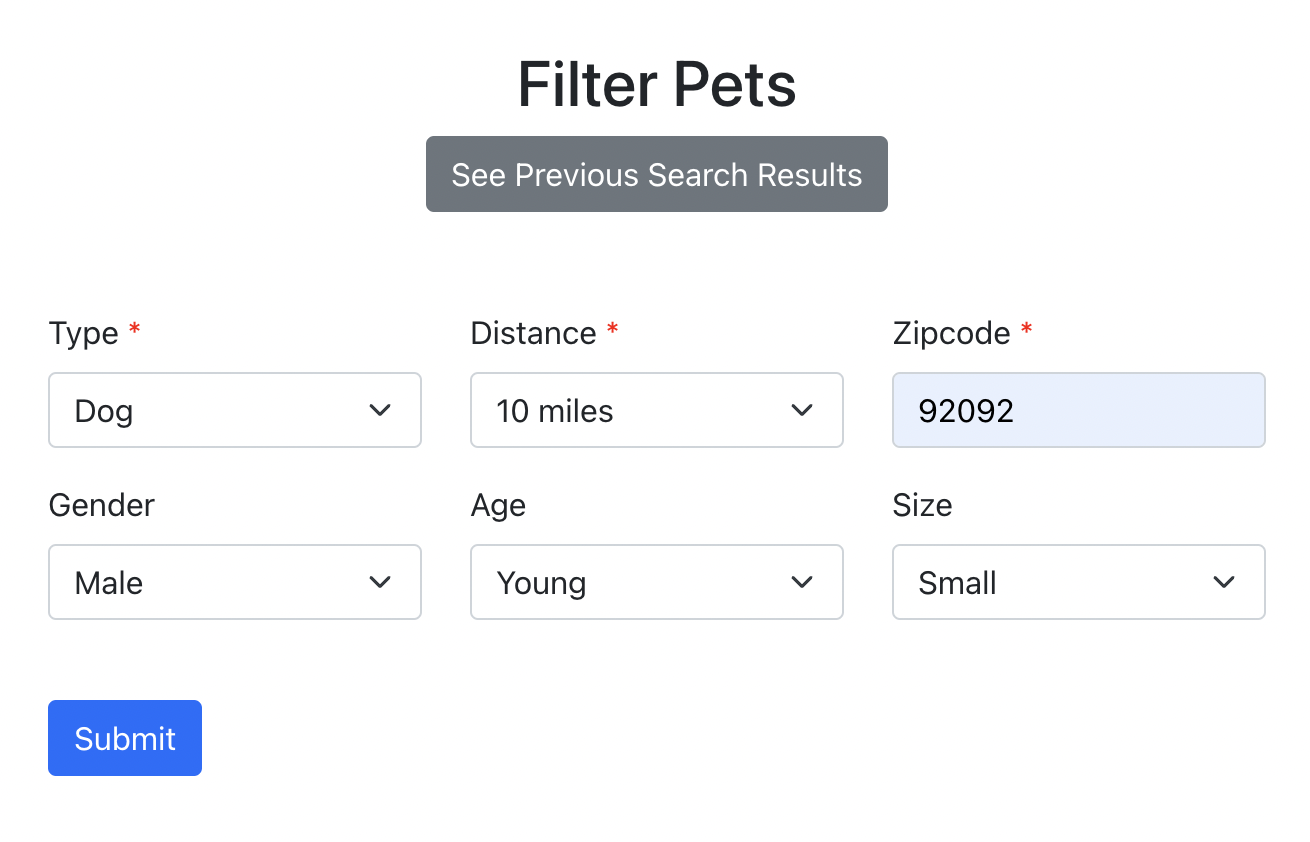 Filter Pets
See Previous Search Results
Type * Distance * Zipcode *
Dog 10 miles 92092
Gender Age Size
Male Young Small
Submit